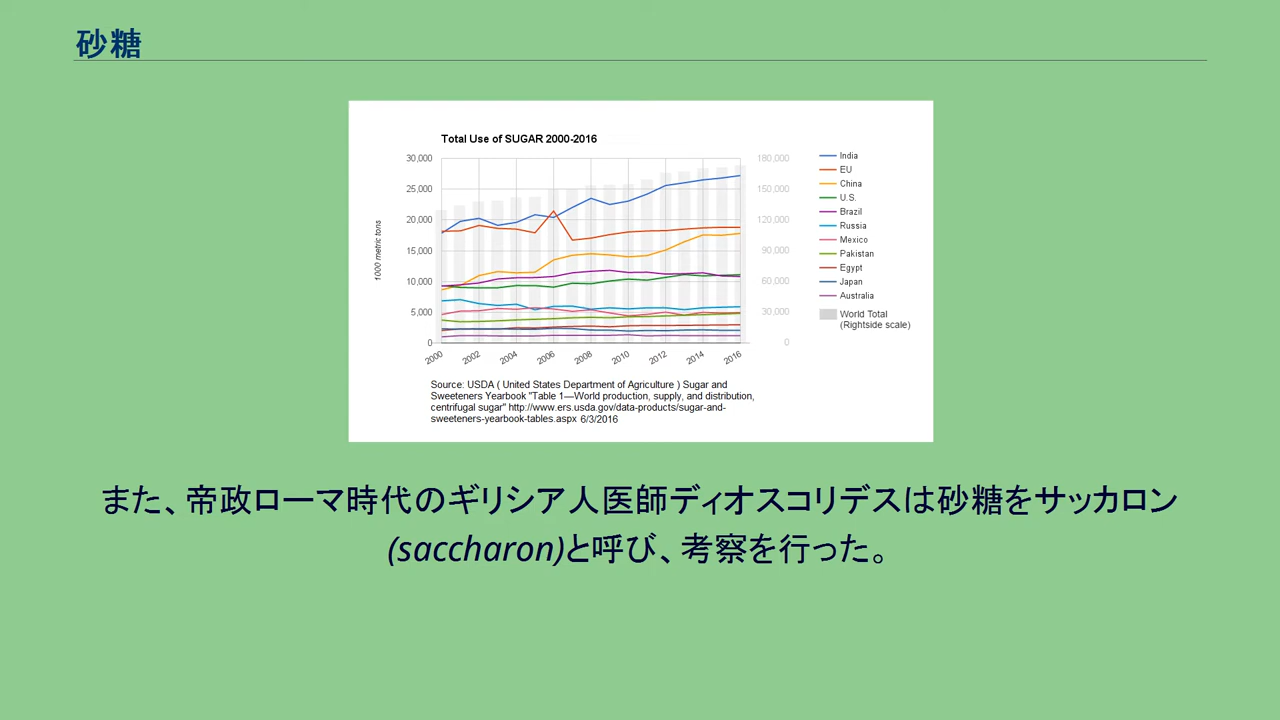 砂糖
Total Use of SUGAR 2000-2016
30,000
25,000
20,000
15,000
10,000
5,000
0
1000 metric tons
180,000
150,000
120,000
90,000
60,000
30,000
0
2000
2002
2004
2006
2008
2010
2012
2014
2016
India
EU
China
U.S.
Brazil
Russia
Mexico
Pakistan
Egypt
Japan
Australia
World Total
(Rightside scale)
Source: USDA ( United States Department of Agriculture ) Sugar and
Sweeteners Yearbook "Table 1—World production, supply, and distribution,
centrifugal sugar" http://www.ers.usda.gov/data-products/sugar-and-
sweeteners-yearbook-tables.aspx 6/3/2016
また、帝政ローマ時代のギリシア人医師ディオスコリデスは砂糖をサッカロン
(saccharon)と呼び、考察を行った。